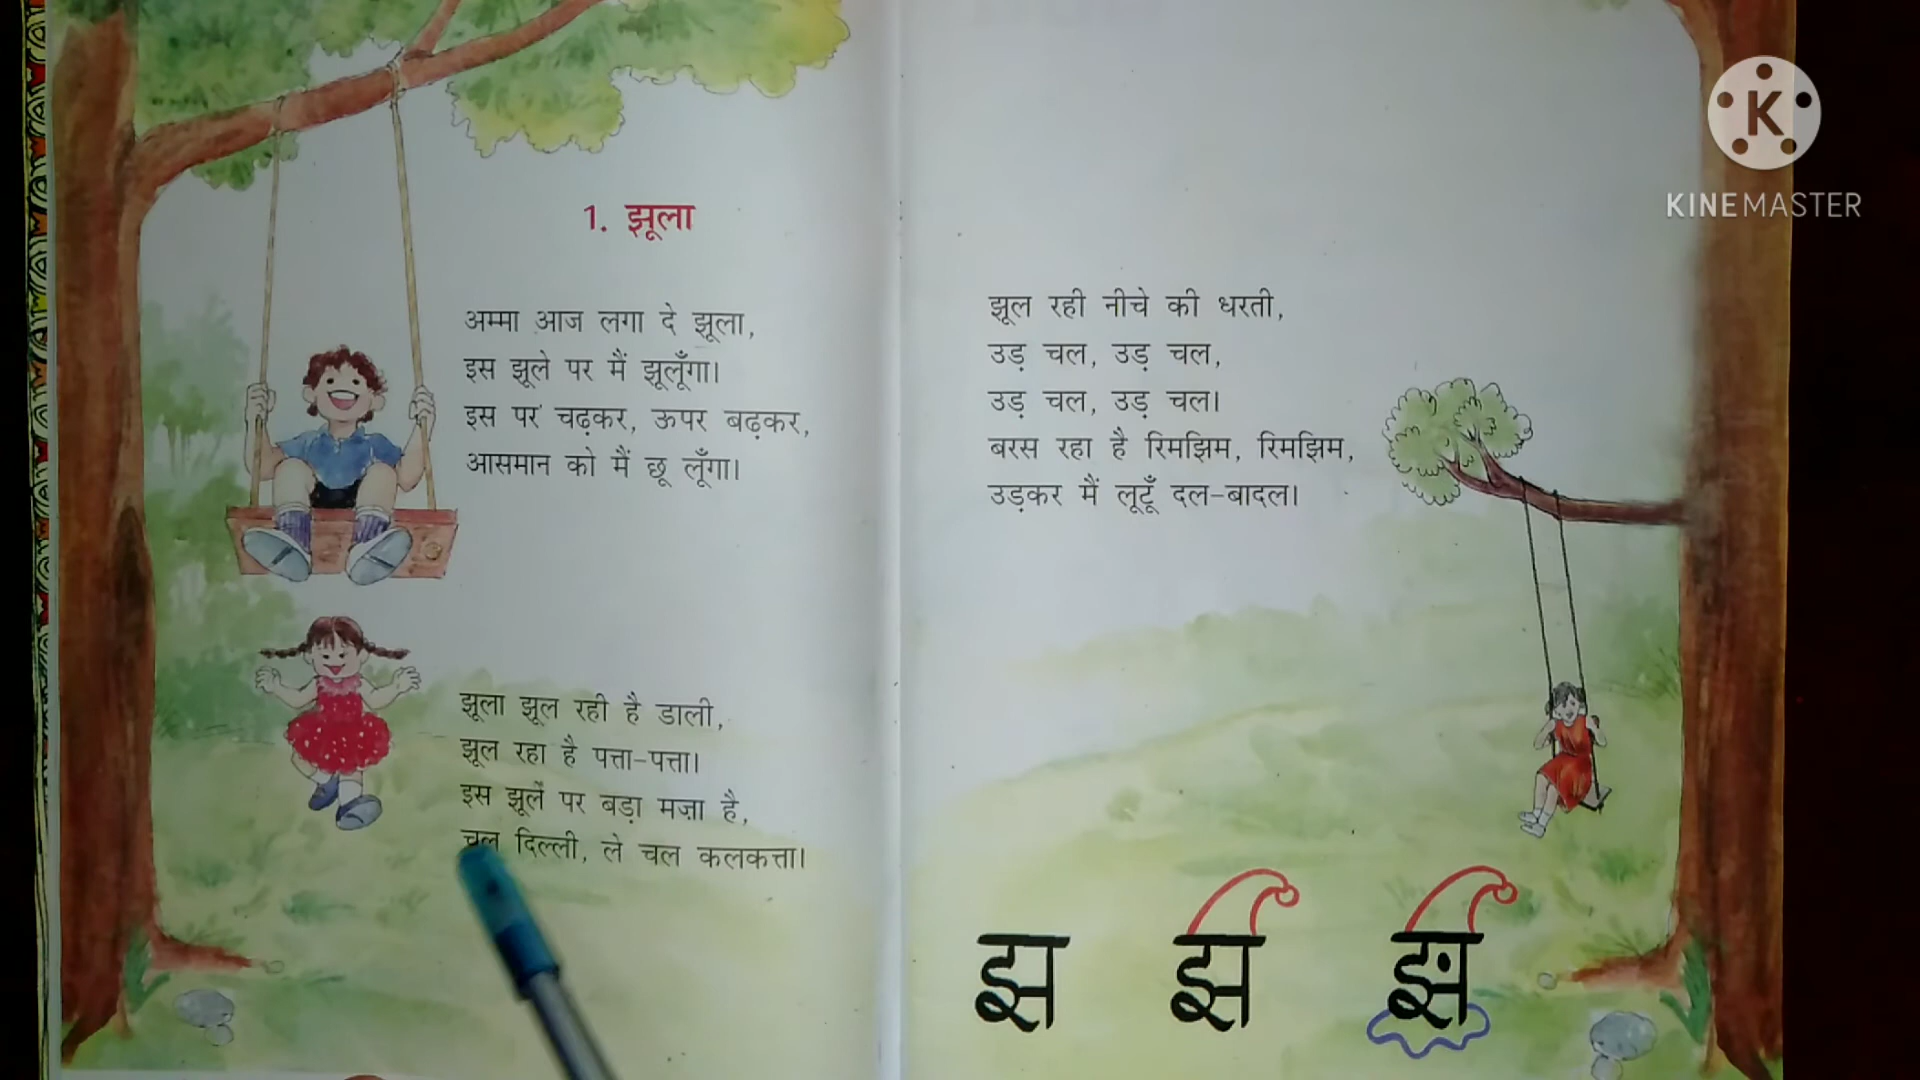 1. झूला
अम्मा आज लगा दे झूला,
इस झूले पर मैं झूलूँगा।
इस पर चढ़कर, ऊपर बढ़कर,
आसमान को मैं छू लूँगा।
झूला झूल रही है डाली,
झूल रहा है पत्ता-पत्ता।
इस झूले पर बड़ा मज़ा है,
चल दिल्ली, ले चल कलकत्ता।
झूल रही नीचे की धरती,
उड़ चल, उड़ चल,
उड़ चल, उड़ चल।
बरस रहा है रिमझिम, रिमझिम,
उड़कर मैं लूटूँ दल-बादल।
झ
K
KINEMASTER